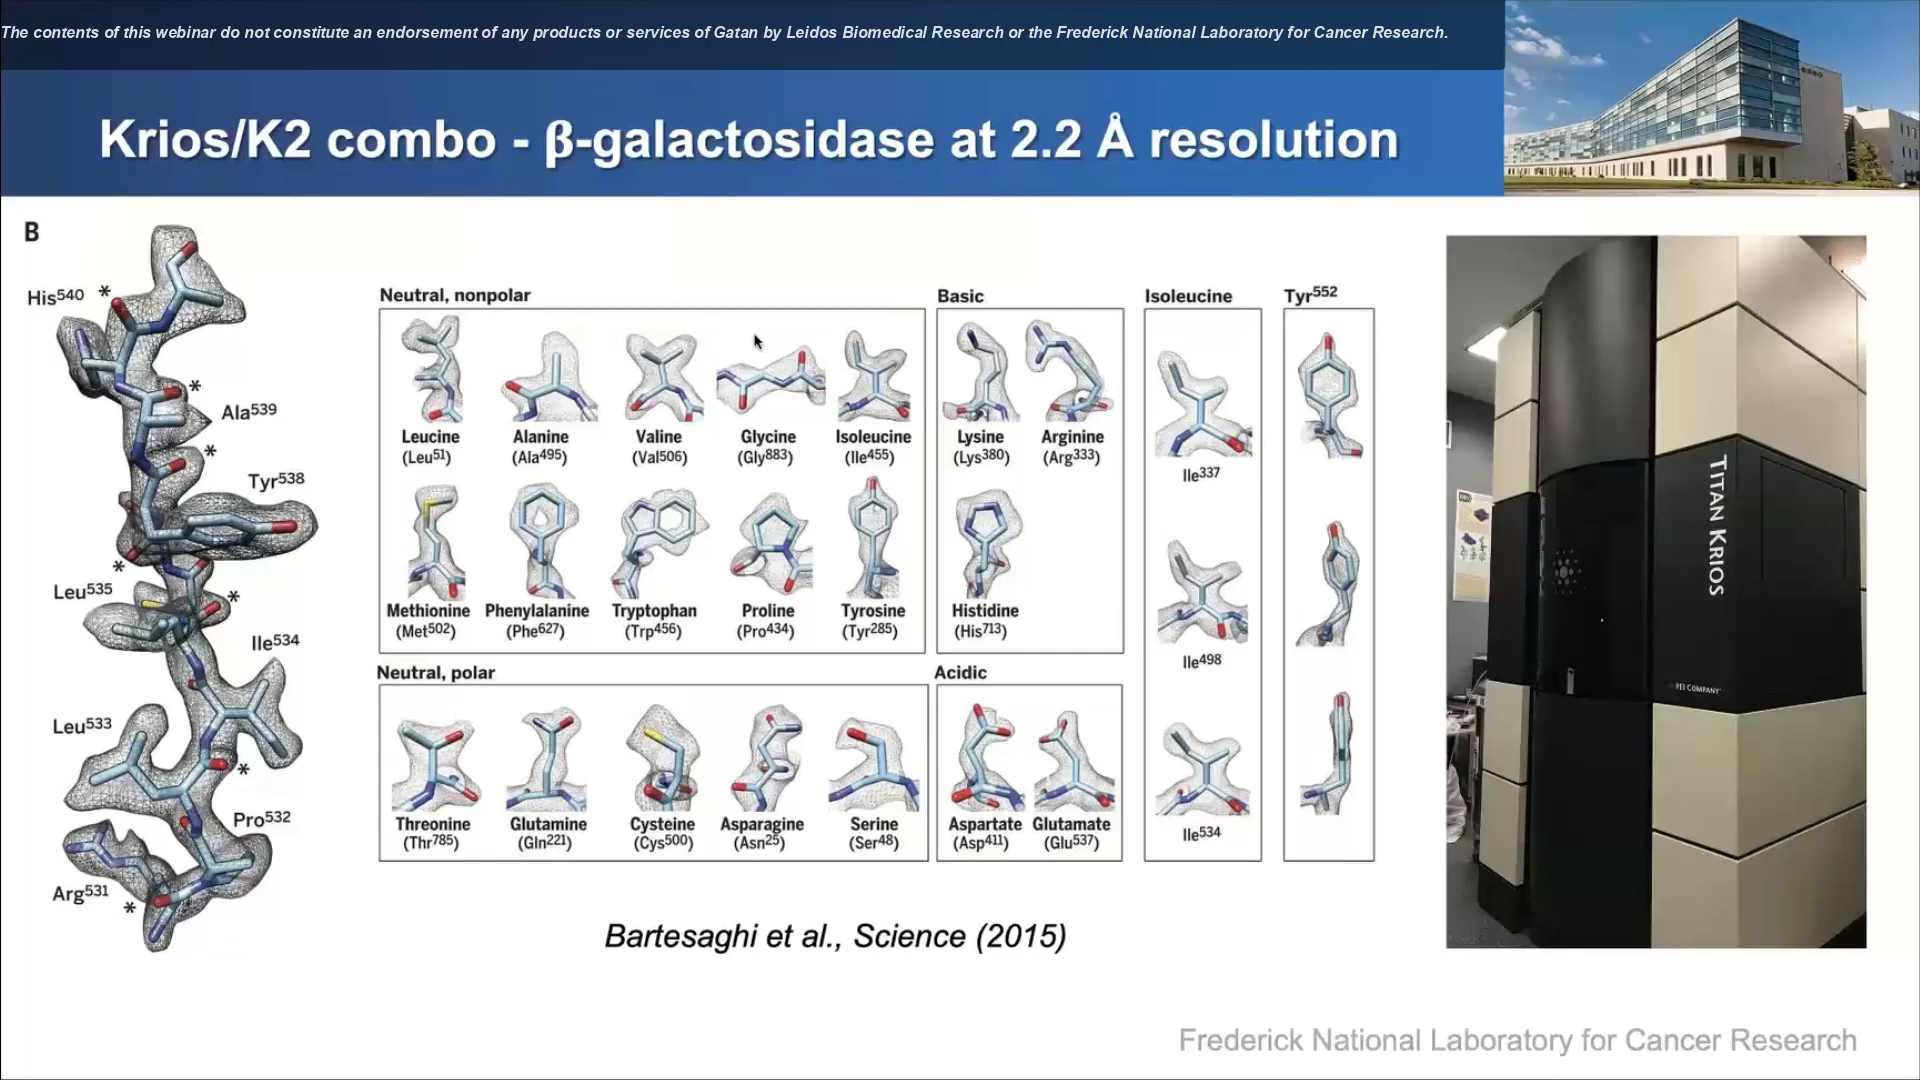 The contents of this webinar do not constitute an endorsement of any products or services of Gatan by Leidos Biomedical Research or the Frederick National Laboratory for Cancer Research.
Krios/K2 combo - β-galactosidase at 2.2 Å resolution
B
His540 *
*
Ala539
*
Tyr538
*
Leu535
*
Ile534
Leu533
*
Pro532
Arg531
*
Neutral, nonpolar
Leucine Alanine Valine Glycine Isoleucine
(Leu51) (Ala495) (Val506) (Gly883) (Ile455)
Methionine Phenylalanine Tryptophan Proline Tyrosine
(Met502) (Phe627) (Trp456) (Pro434) (Tyr285)
Basic
Lysine Arginine
(Lys380) (Arg333)
Histidine
(His713)
Neutral, polar
Threonine Glutamine Cysteine Asparagine Serine
(Thr785) (Gln221) (Cys500) (Asn25) (Ser48)
Acidic
Aspartate Glutamate
(Asp411) (Glu537)
Isoleucine
Ile337
Ile498
Ile534
Tyr552
TITAN KRIOS
FEI COMPANY
Bartesaghi et al., Science (2015)
Frederick National Laboratory for Cancer Research